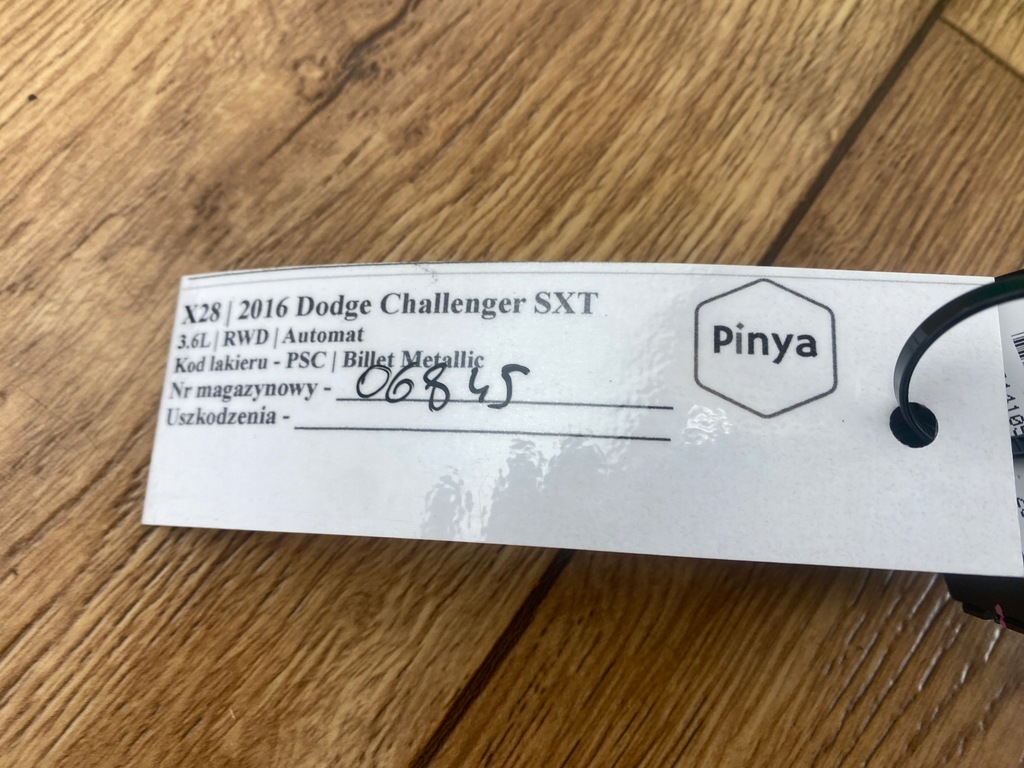 X28 | 2016 Dodge Challenger SXT
3.6L | RWD | Automat
Kod lakieru - PSC | Billet Metallic
Nr magazynowy - 06845
Uszkodzenia -
Pinya